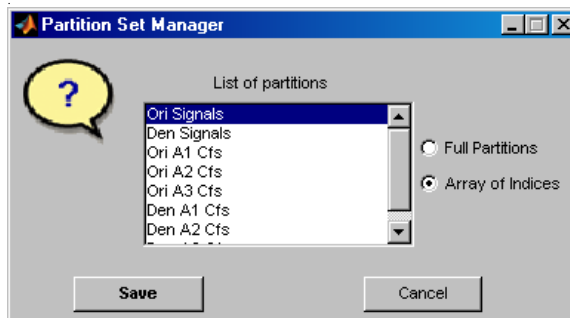 Partition Set Manager
?
List of partitions
Ori Signals
Den Signals
Ori A1 Cfs
Ori A2 Cfs
Ori A3 Cfs
Den A1 Cfs
Den A2 Cfs
Full Partitions
Array of Indices
Save
Cancel